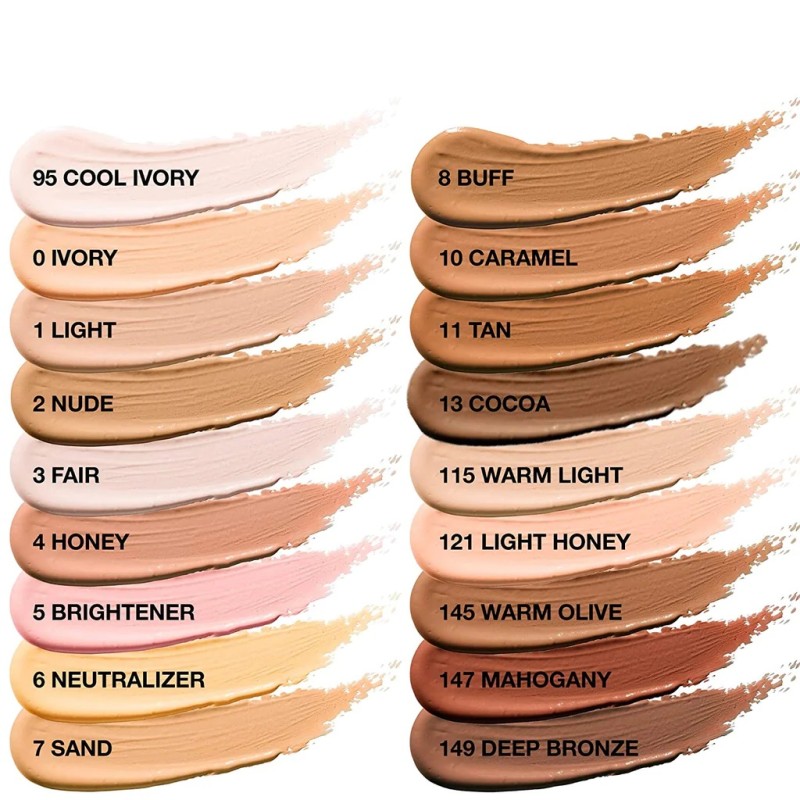 95 COOL IVORY
0 IVORY
1 LIGHT
2 NUDE
3 FAIR
4 HONEY
5 BRIGHTENER
6 NEUTRALIZER
7 SAND
8 BUFF
10 CARAMEL
11 TAN
13 COCOA
115 WARM LIGHT
121 LIGHT HONEY
145 WARM OLIVE
147 MAHOGANY
149 DEEP BRONZE